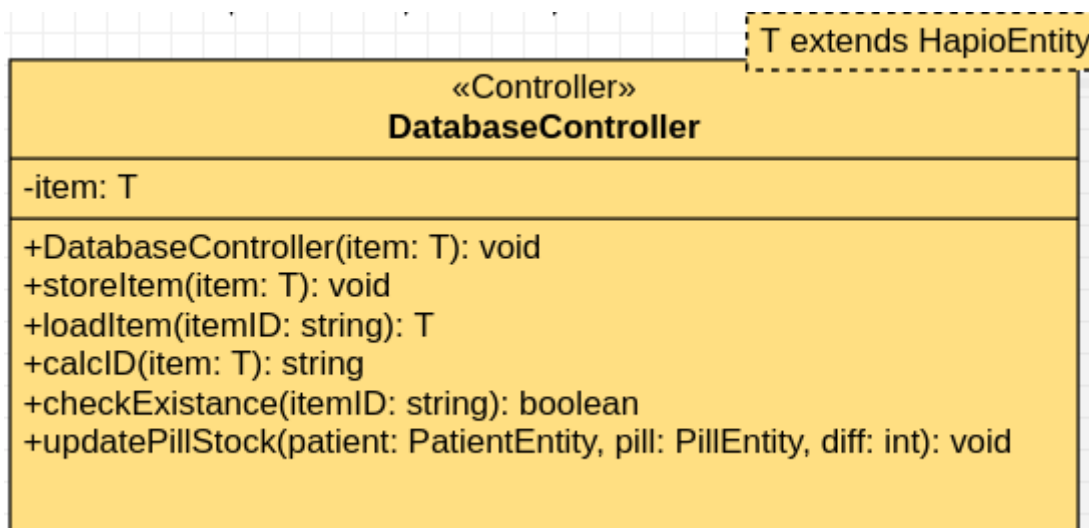 T extends HapioEntity
«Controller»
DatabaseController
-item: T
+DatabaseController(item: T): void
+storeItem(item: T): void
+loadItem(itemID: string): T
+calcID(item: T): string
+checkExistance(itemID: string): boolean
+updatePillStock(patient: PatientEntity, pill: PillEntity, diff: int): void